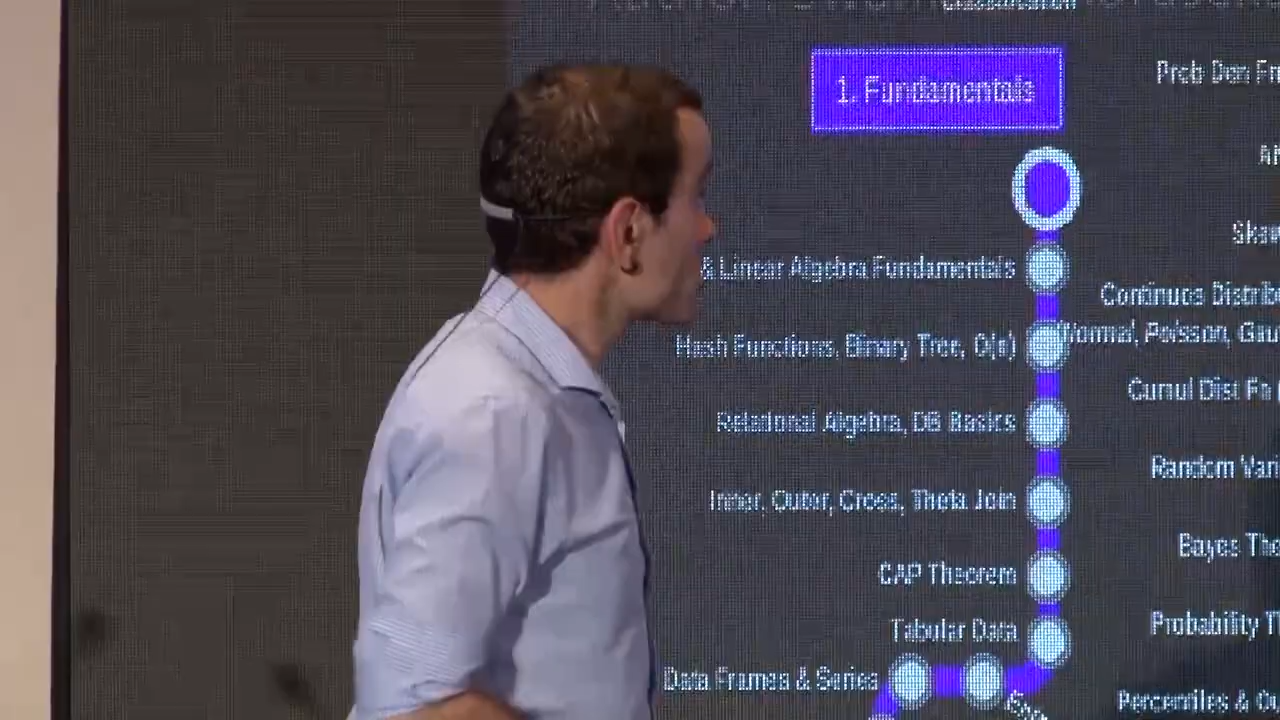 1. Fundamentals
& Linear Algebra Fundamentals
Hash Functions, Binary Tree, O(n)
Relational Algebra, DB Basics
Inner, Outer, Cross, Theta Join
CAP Theorem
Tabular Data
Data Frames & Series
Prob Den Fn
Continues Distrib
Normal, Poisson, Gau
Cumul Dist Fn
Random Vari
Bayes The
Probability T
Percentiles &